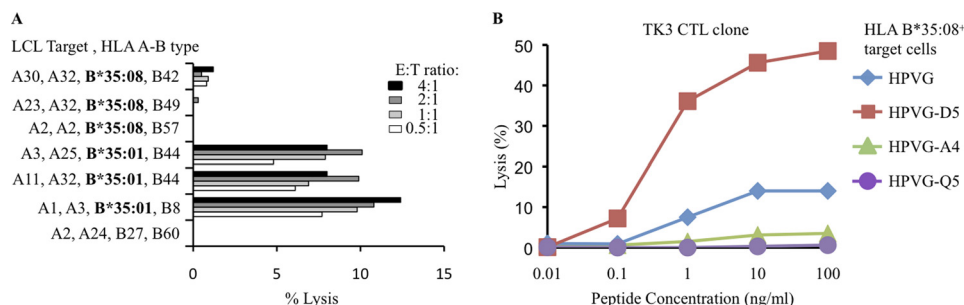 A
LCL Target , HLA A-B type
A30, A32, B*35:08, B42
A23, A32, B*35:08, B49
A2, A2, B*35:08, B57
A3, A25, B*35:01, B44
A11, A32, B*35:01, B44
A1, A3, B*35:01, B8
A2, A24, B27, B60
E:T ratio:
4:1
2:1
1:1
0.5:1
0 5 10 15
% Lysis
B
TK3 CTL clone
Lysis (%)
50
40
30
20
10
0
0.01 0.1 1 10 100
Peptide Concentration (ng/ml)
HLA B*35:08+
target cells
HPVG
HPVG-D5
HPVG-A4
HPVG-Q5